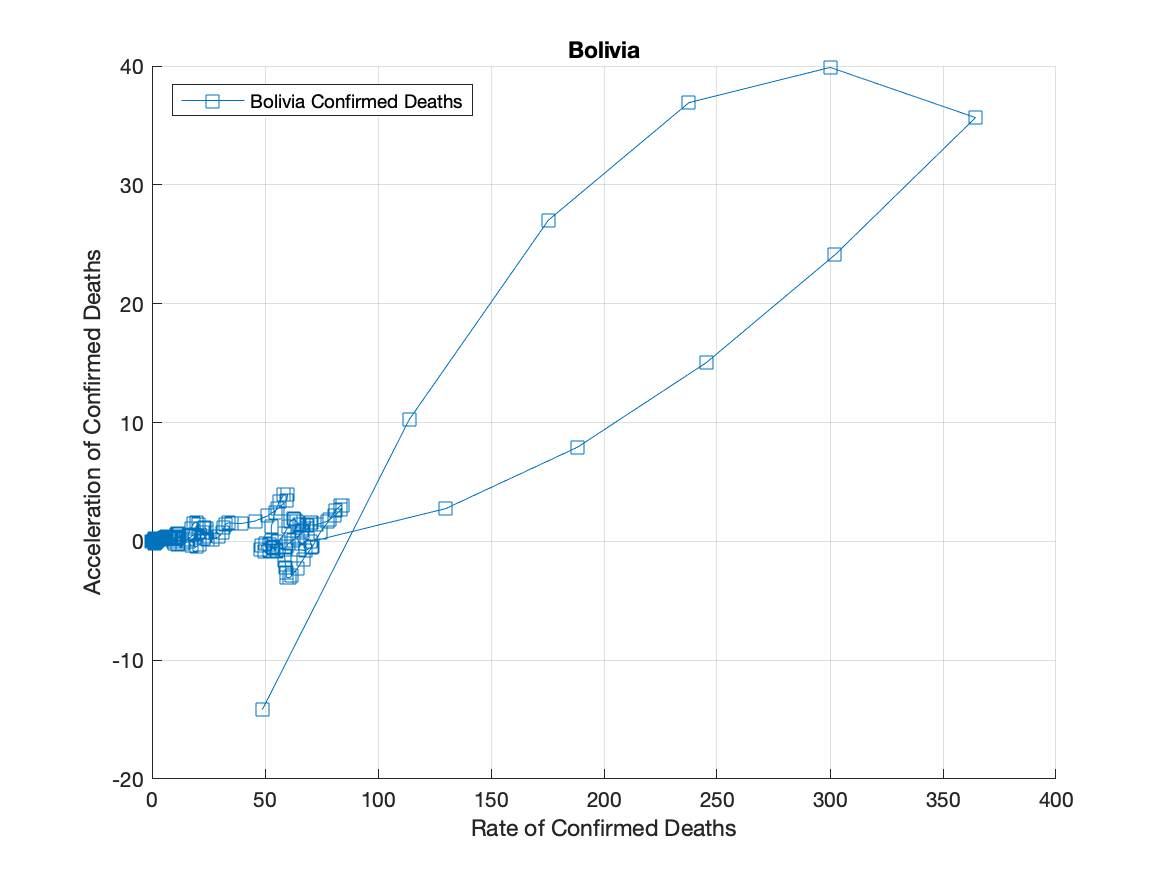 Bolivia
Bolivia Confirmed Deaths
40
30
20
10
0
-10
-20
Acceleration of Confirmed Deaths
0 50 100 150 200 250 300 350 400
Rate of Confirmed Deaths